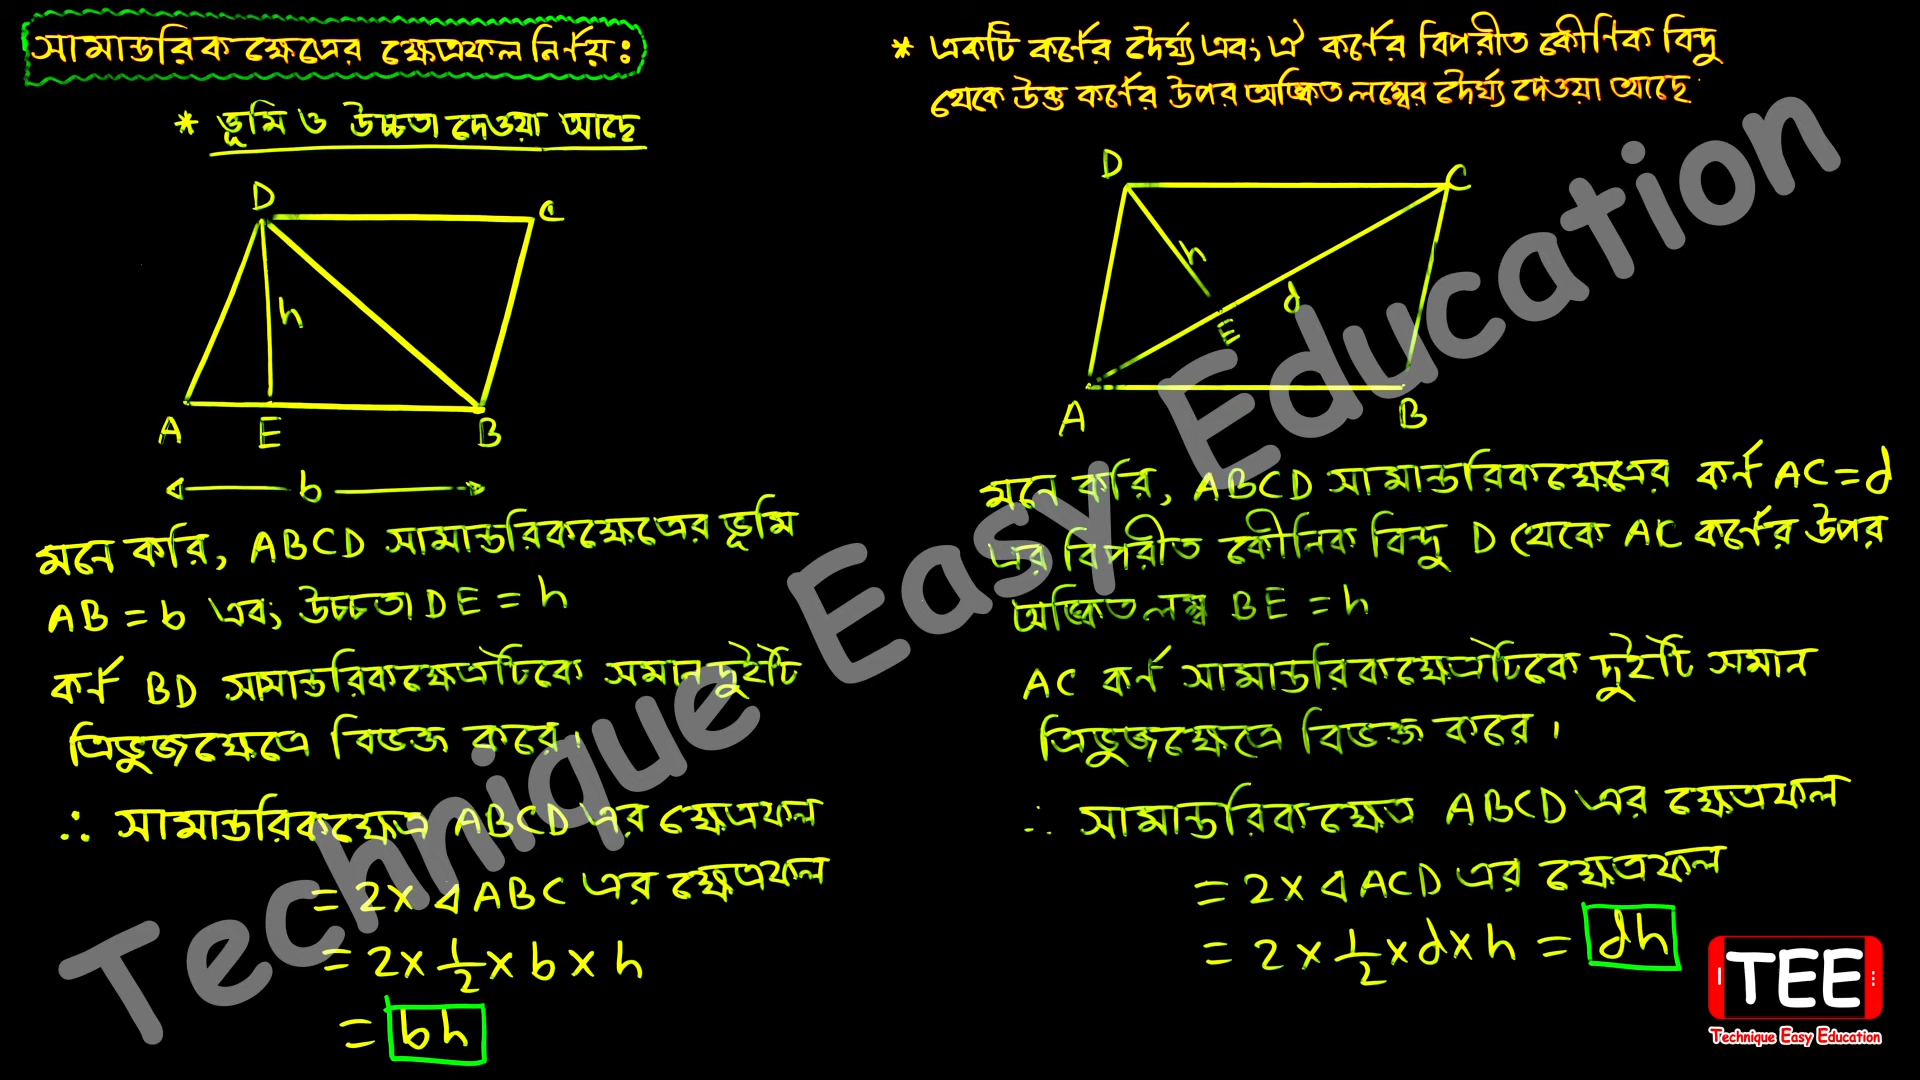 সামান্তরিকক্ষেত্রের ক্ষেত্রফল নির্ণয়ঃ
* ভূমি ও উচ্চতা দেওয়া আছে
D
C
h
A
E
B
b
মনে করি, ABCD সামান্তরিকক্ষেত্রের ভূমি
AB = b এবং উচ্চতা DE = h
কর্ণ BD সামান্তরিকক্ষেত্রটিকে সমান দুইটি
ত্রিভুজক্ষেত্রে বিভক্ত করে।
∴ সামান্তরিকক্ষেত্র ABCD এর ক্ষেত্রফল
= 2 × ∆ ABC এর ক্ষেত্রফল
= 2 × 1/2 × b × h
= bh
* একটি কর্ণের দৈর্ঘ্য এবং ঐ কর্ণের বিপরীত কৌণিক বিন্দু
থেকে উক্ত কর্ণের উপর অঙ্কিত লম্বের দৈর্ঘ্য দেওয়া আছে
D
C
h
d
E
A
B
মনে করি, ABCD সামান্তরিকক্ষেত্রের কর্ণ AC = d
এর বিপরীত কৌনিক বিন্দু D থেকে AC কর্ণের উপর
অঙ্কিত লম্ব BE = h
AC কর্ণ সামান্তরিকক্ষেত্রটিকে দুইটি সমান
ত্রিভুজক্ষেত্রে বিভক্ত করে।
∴ সামান্তরিকক্ষেত্র ABCD এর ক্ষেত্রফল
= 2 × ∆ ACD এর ক্ষেত্রফল
= 2 × 1/2 × d × h = dh
Technique Easy Education
TEE
Technique Easy Education